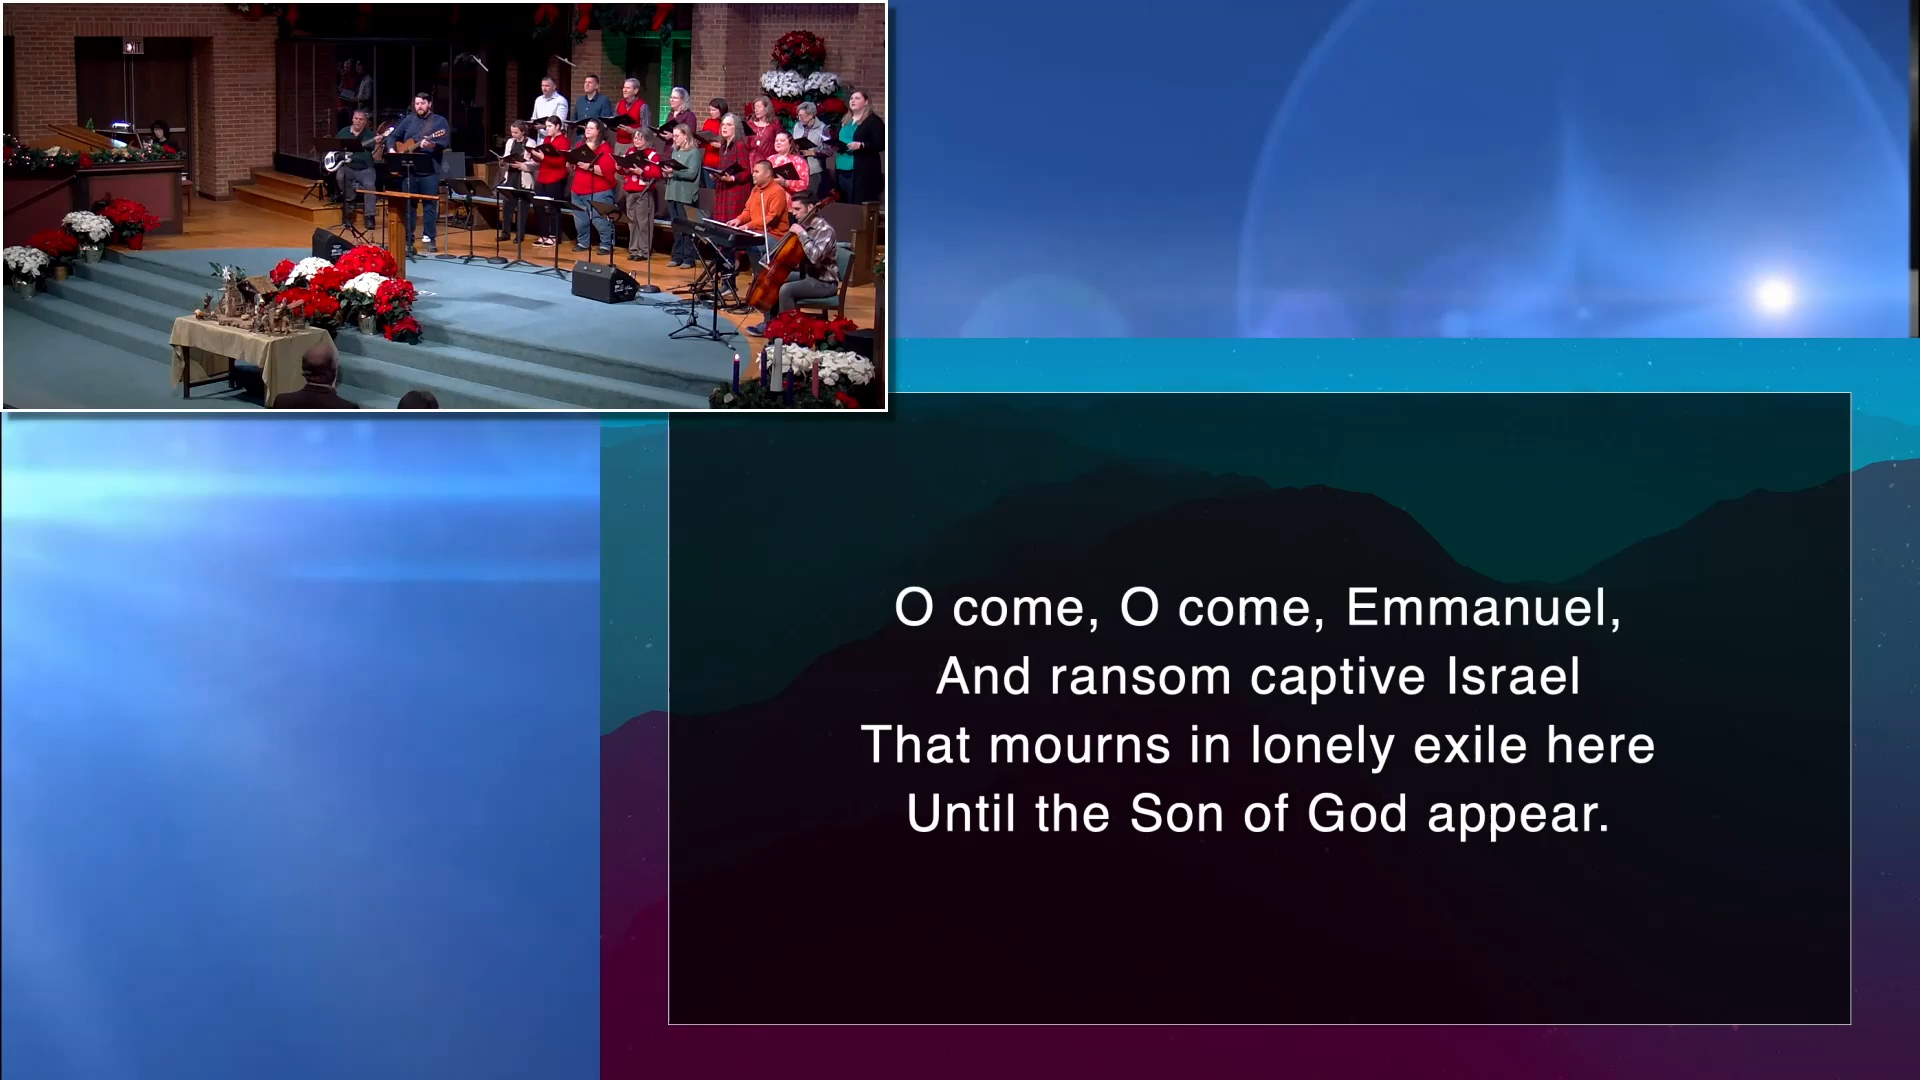 O come, O come, Emmanuel,
And ransom captive Israel
That mourns in lonely exile here
Until the Son of God appear.